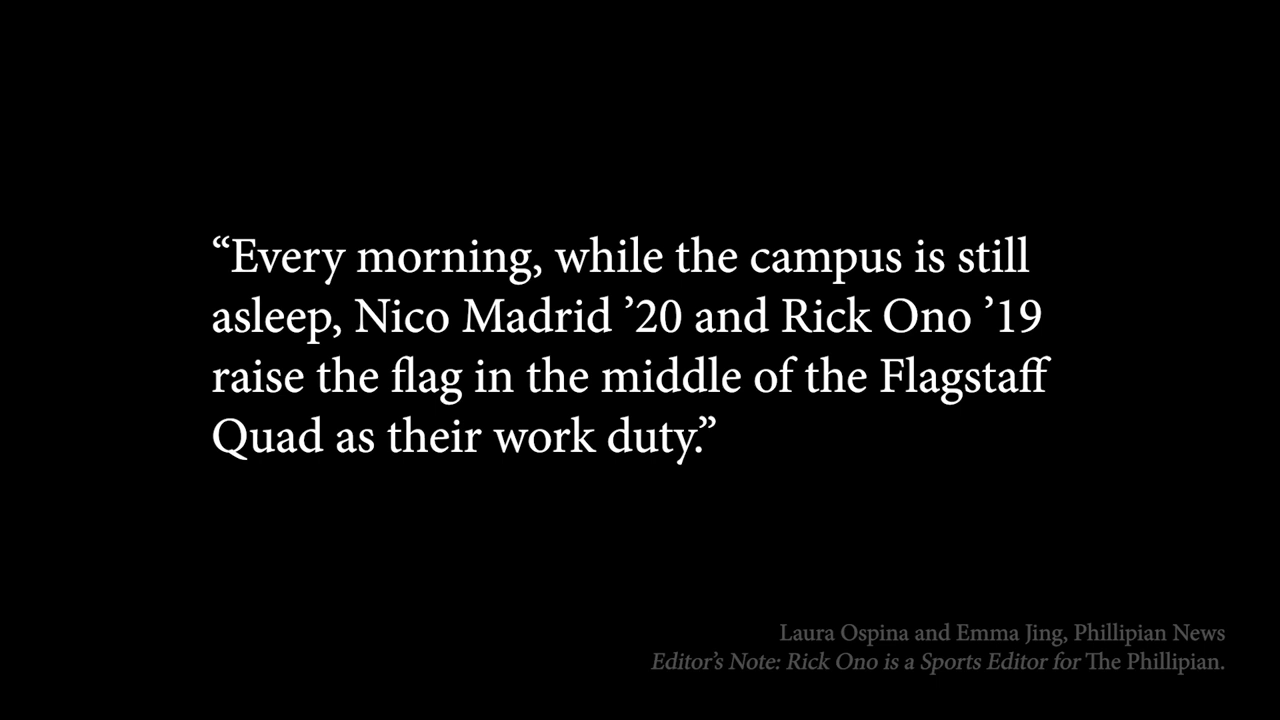 “Every morning, while the campus is still
asleep, Nico Madrid ’20 and Rick Ono ’19
raise the flag in the middle of the Flagstaff
Quad as their work duty.”
Laura Ospina and Emma Jing, Phillipian News
Editor’s Note: Rick Ono is a Sports Editor for The Phillipian.